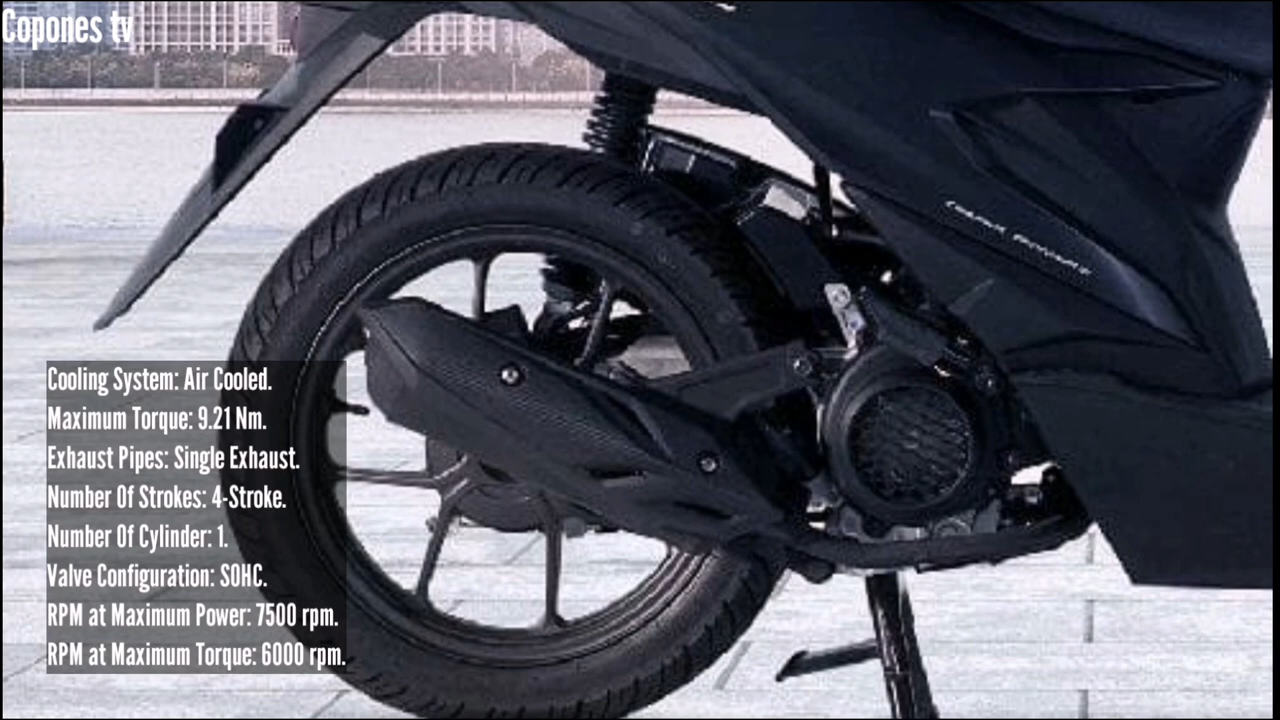 Copones tv
Cooling System: Air Cooled.
Maximum Torque: 9.21 Nm.
Exhaust Pipes: Single Exhaust.
Number Of Strokes: 4-Stroke.
Number Of Cylinder: 1.
Valve Configuration: SOHC.
RPM at Maximum Power: 7500 rpm.
RPM at Maximum Torque: 6000 rpm.